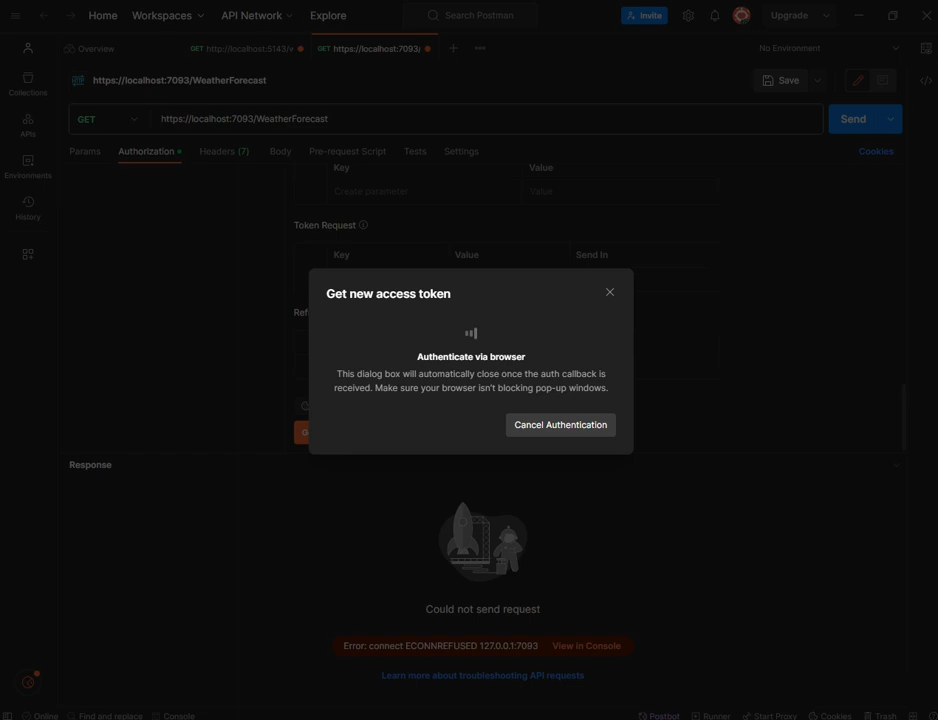 Home Workspaces API Network Explore Search Postman Invite Upgrade
Overview GET http://localhost:5143/v GET https://localhost:7093/ No Environment
https://localhost:7093/WeatherForecast Save
Collections
GET https://localhost:7093/WeatherForecast Send
APIs
Params Authorization Headers (7) Body Pre-request Script Tests Settings Cookies
Key Value
Environments
Create parameter Value
History
Token Request
Key Value Send In
Get new access token
Ref
Authenticate via browser
This dialog box will automatically close once the auth callback is
received. Make sure your browser isn't blocking pop-up windows.
Cancel Authentication
G
Response
Could not send request
Error: connect ECONNREFUSED 127.0.0.1:7093 View in Console
Learn more about troubleshooting API requests
Online Find and replace Console Postbot Runner Start Proxy Cookies Trash